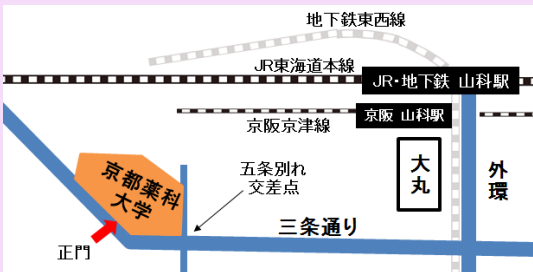 地下鉄東西線
JR東海道本線
JR・地下鉄 山科駅
京阪 山科駅
京阪京津線
大丸
外環
京都薬科
大学
五条別れ
交差点
三条通り
正門